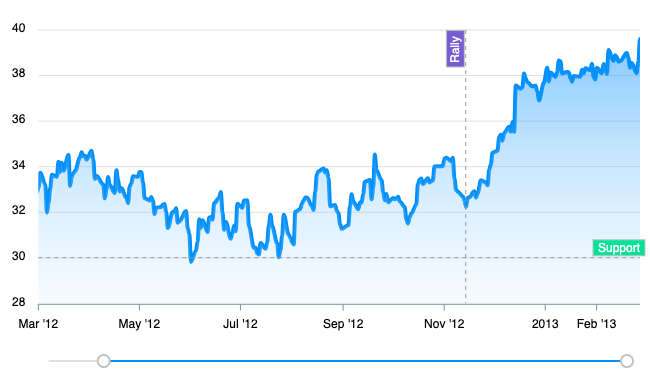 40
38
36
34
32
30
28
Rally
Support
Mar '12
May '12
Jul '12
Sep '12
Nov '12
2013
Feb '13